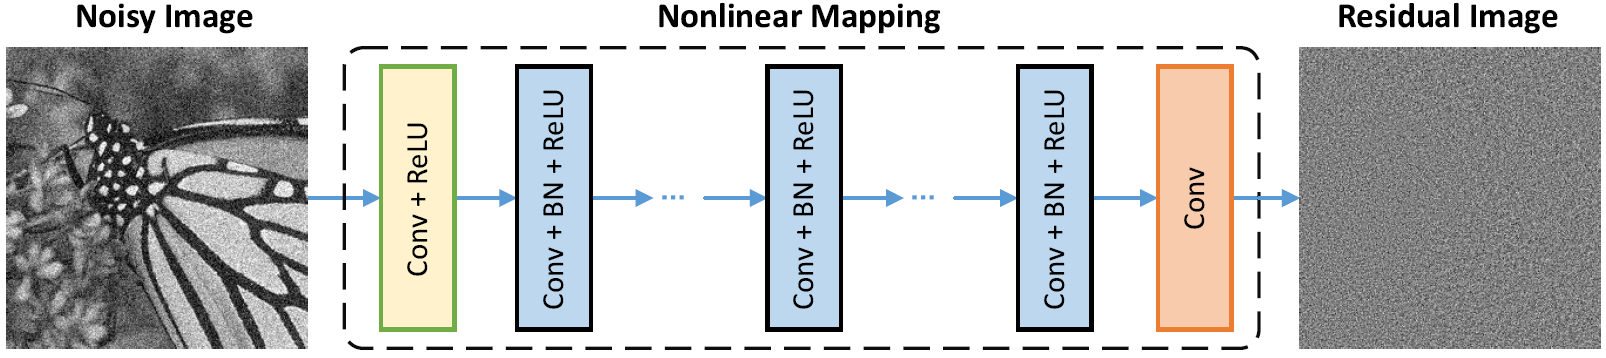 Noisy Image
Nonlinear Mapping
Residual Image
Conv + ReLU
Conv + BN + ReLU
...
Conv + BN + ReLU
...
Conv + BN + ReLU
Conv